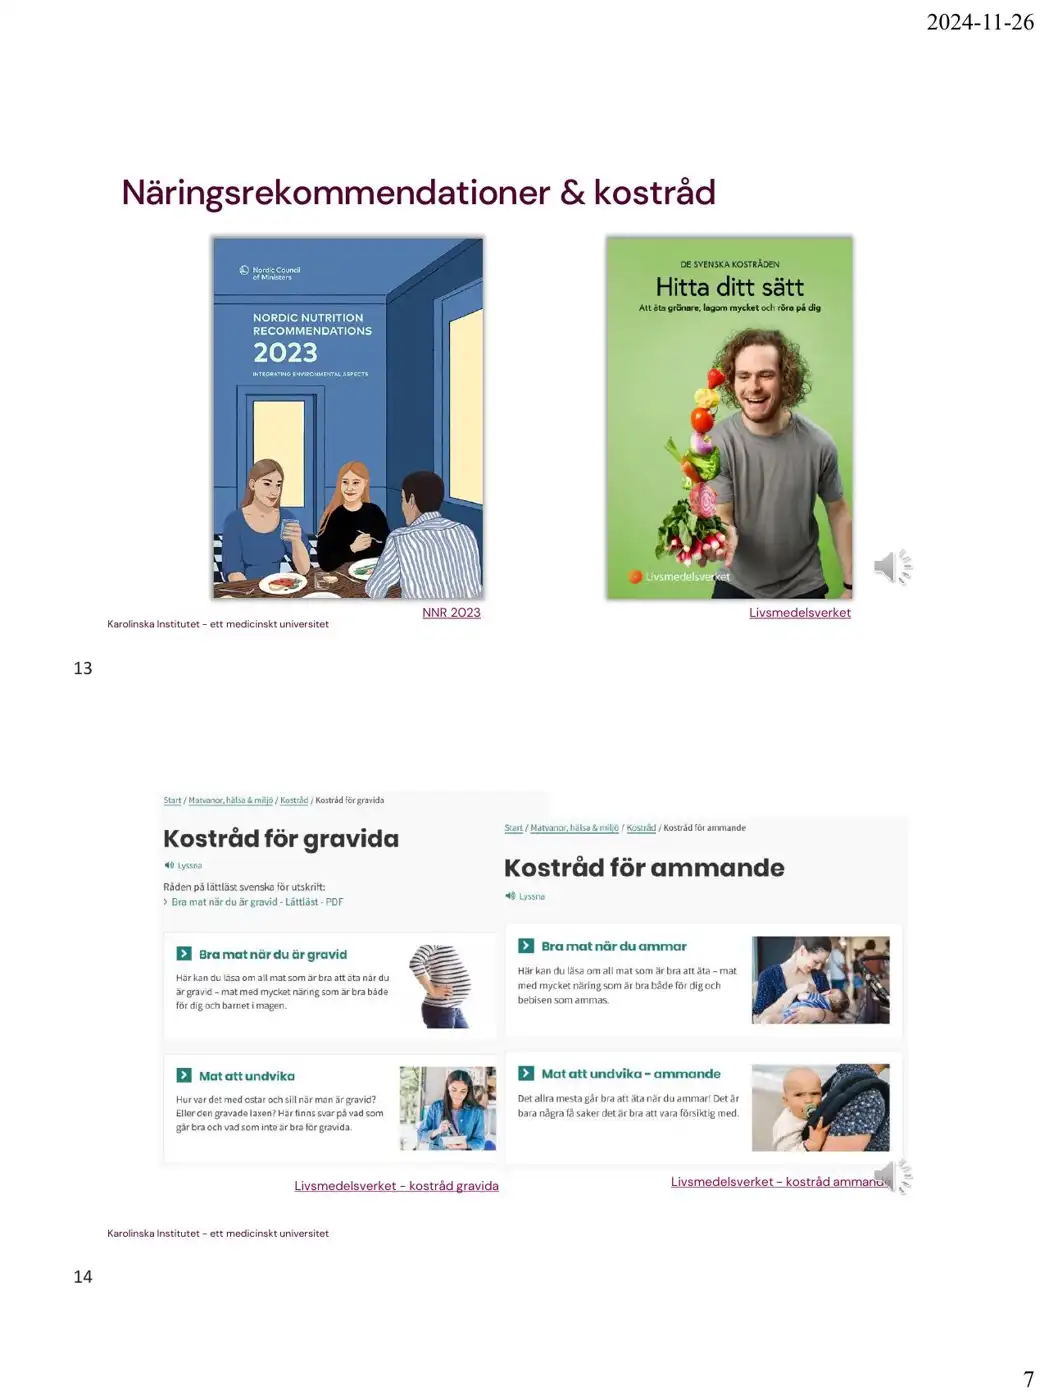 2024-11-26
Näringsrekommendationer & kostråd
Nordic Council
of Ministers
NORDIC NUTRITION
RECOMMENDATIONS
2023
INTEGRATING ENVIRONMENTAL ASPECTS
DE SVENSKA KOSTRÅDEN
Hitta ditt sätt
Att äta grönare, lagom mycket och röra på dig
Livsmedelsverket
NNR 2023
Livsmedelsverket
Karolinska Institutet - ett medicinskt universitet
13
Start / Matvanor, hälsa & miljö / Kostråd / Kostråd för gravida
Kostråd för gravida
Lyssna
Råden på lättläst svenska för utskrift:
> Bra mat när du är gravid - Lättläst - PDF
Bra mat när du är gravid
Här kan du läsa om all mat som är bra att äta när du
är gravid – mat med mycket näring som är bra både
för dig och barnet i magen.
Mat att undvika
Hur var det med ostar och sill när man är gravid?
Eller den gravade laxen? Här finns svar på vad som
går bra och vad som inte är bra för gravida.
Livsmedelsverket - kostråd gravida
Start / Matvanor, hälsa & miljö / Kostråd / Kostråd för ammande
Kostråd för ammande
Lyssna
Bra mat när du ammar
Här kan du läsa om all mat som är bra att äta – mat
med mycket näring som är bra både för dig och
bebisen som ammas.
Mat att undvika - ammande
Det allra mesta går bra att äta när du ammar! Det är
bara några få saker det är bra att vara försiktig med.
Livsmedelsverket - kostråd ammand
Karolinska Institutet - ett medicinskt universitet
14
7